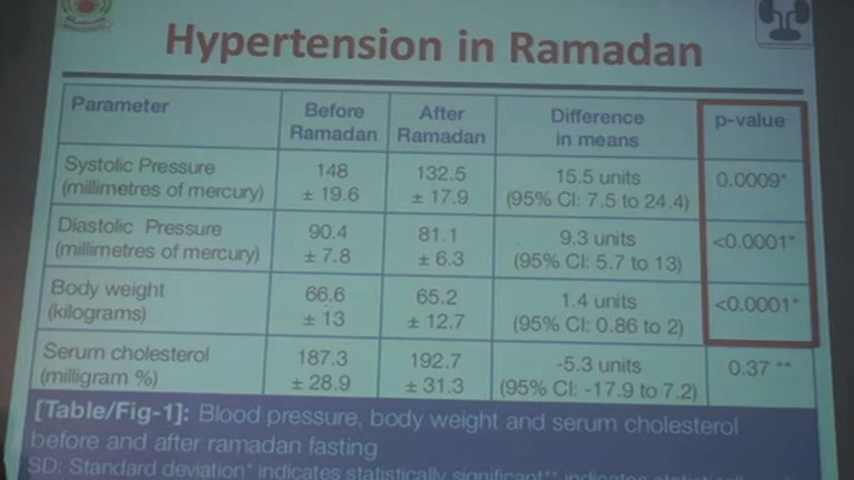 Hypertension in Ramadan
Parameter
Before
Ramadan
After
Ramadan
Difference
in means
p-value
Systolic Pressure
(millimetres of mercury)
148
± 19.6
132.5
± 17.9
15.5 units
(95% CI: 7.5 to 24.4)
0.0009*
Diastolic Pressure
(millimetres of mercury)
90.4
± 7.8
81.1
± 6.3
9.3 units
(95% CI: 5.7 to 13)
<0.0001*
Body weight
(kilograms)
66.6
± 13
65.2
± 12.7
1.4 units
(95% CI: 0.86 to 2)
<0.0001*
Serum cholesterol
(milligram %)
187.3
± 28.9
192.7
± 31.3
-5.3 units
(95% CI: -17.9 to 7.2)
0.37 **
[Table/Fig-1]: Blood pressure, body weight and serum cholesterol
before and after ramadan fasting
SD: Standard deviation* indicates statistically significant** indicates